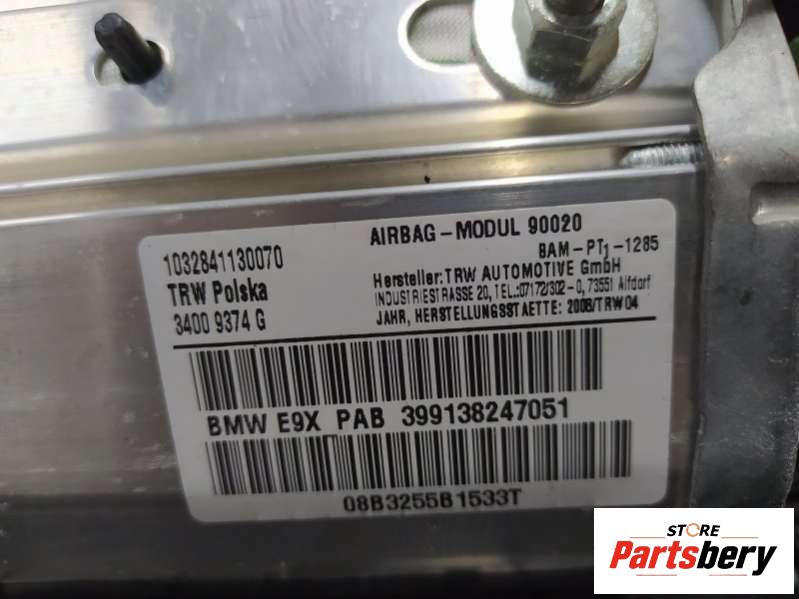 AIRBAG-MODUL 90020
1032841130070
BAM-PT1-1285
TRW Polska
Hersteller: TRW AUTOMOTIVE GmbH
INDUSTRIESTRASSE 20, TEL.:07172/302-0, 73551 Alfdorf
3400 9374 G
JAHR, HERSTELLUNGSSTAETTE: 2008/TRW04
BMW E9X PAB 399138247051
08B3255B1533T
STORE
Partsbery